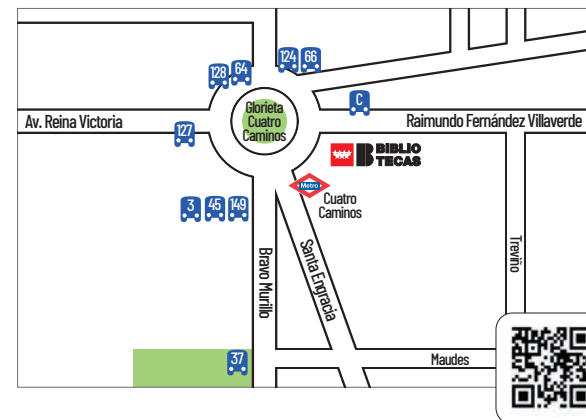 124 66
128 64
C
Glorieta
Cuatro
Caminos
Av. Reina Victoria
Raimundo Fernández Villaverde
127
BIBLIO
TECAS
Metro
Cuatro
Caminos
3 45 149
Bravo Murillo
Santa Engracia
Treviño
37
Maudes